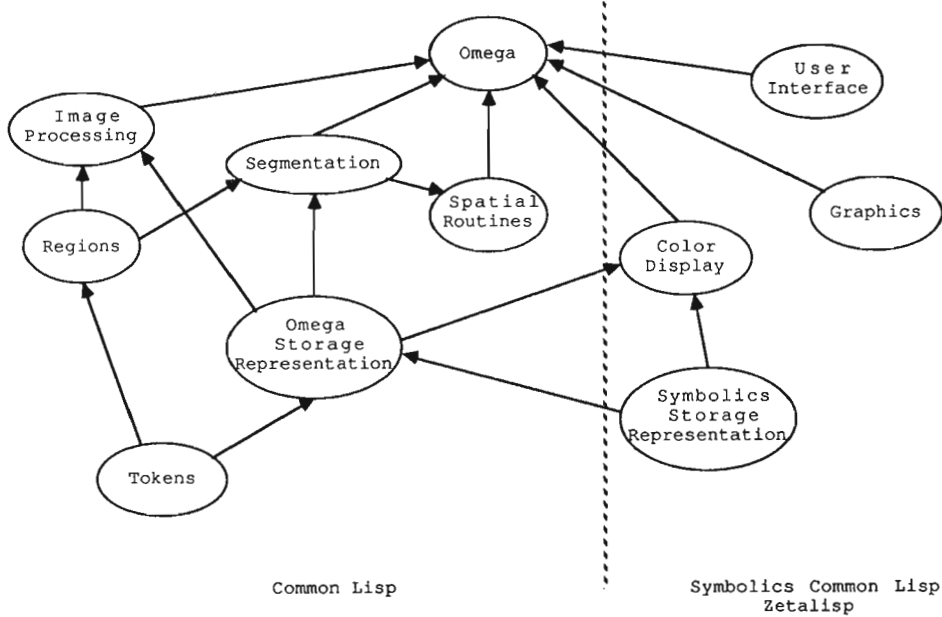 Omega
User
Interface
Image
Processing
Segmentation
Spatial
Routines
Graphics
Regions
Color
Display
Omega
Storage
Representation
Symbolics
Storage
Representation
Tokens
Common Lisp
Symbolics Common Lisp
Zetalisp